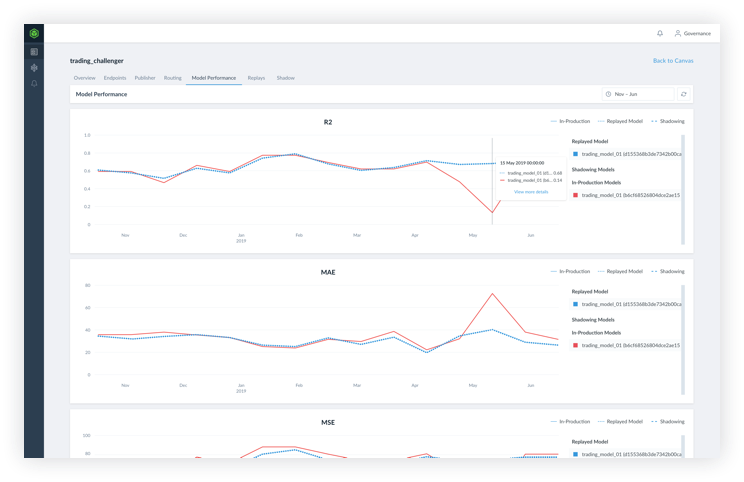 Governance
trading_challenger
Back to Canvas
Overview Endpoints Publisher Routing Model Performance Replays Shadow
Model Performance
Nov – Jun
R2
In-Production Replayed Model Shadowing
1.0
0.8
0.6
0.4
0.2
0
Nov Dec Jan Feb Mar Apr May Jun
2019
15 May 2019 00:00:00
trading_model_01 (d1... 0.68
trading_model_01 (b6... 0.14
View more details
Replayed Model
trading_model_01 (d155368b3de7342b00ca
Shadowing Models
In-Production Models
trading_model_01 (b6cf68526804dce2ae15
MAE
In-Production Replayed Model Shadowing
80
60
40
20
0
Nov Dec Jan Feb Mar Apr May Jun
2019
Replayed Model
trading_model_01 (d155368b3de7342b00ca
Shadowing Models
In-Production Models
trading_model_01 (b6cf68526804dce2ae15
MSE
In-Production Replayed Model Shadowing
100
80
Replayed Model
trading_model_01 (d155368b3de7342b00ca